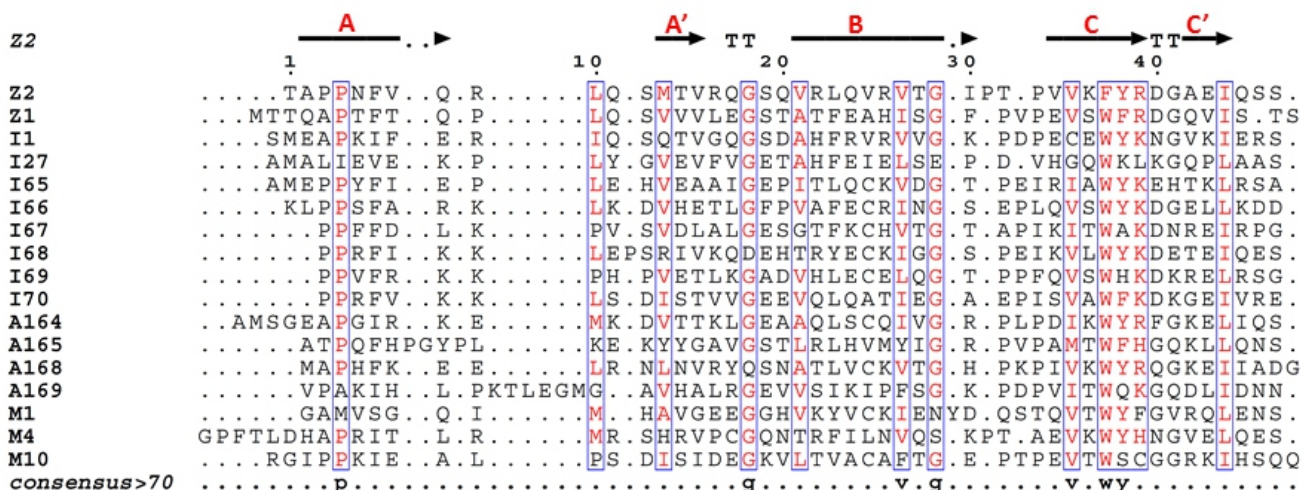 A A’ B C C’
Z2 .. TT . TT
1 10 20 30 40
Z2 .....TAPPNFV..Q.R......LQ.SMTVRQGSQVRLQVRVTG.IPT.PVVKFYRDGAEIQSS.
Z1 ...MTTQAPTFT..Q.P......LQ.SVVVLEGSTATFEAHISG.F.PVPEVSWFRDGQVIS.TS
I1 ....SMEAPKIF..E.R......IQ.SQTVGQGSDAHFRVRVVG.K.PDPECEWYKNGVKIERS.
I27 ....AMALIEVE..K.P......LY.GVEVFVGETAHFEIELSE.P.D.VHGQWKLKGQPLAAS.
I65 ....AMEPPYFI..E.P......LE.HVEAAIGEPITLQCKVDG.T.PEIRIAWYKEHTKLRSA.
I66 .....KLPPSFA..R.K......LK.DVHETLGFPVAFECRING.S.EPLQVSWYKDGELLKDD.
I67 .......PPFFD..L.K......PV.SVDLALGESGTFKCHVTG.T.APIKITWAKDNREIRPG.
I68 .......PPRFI..K.K......LEPSRIVKQDEHTRYECKIGG.S.PEIKVLWYKDETEIQES.
I69 .......PPVFR..K.K......PH.PVETLKGADVHLECELQG.T.PPFQVSWHKDKRELRSG.
I70 .......PPRFV..K.K......LS.DISTVVGEEVQLQATIEG.A.EPISVAWFKDKGEIVRE.
A164 ..AMSGEAPGIR..K.E......MK.DVTTKLGEAAQLSCQIVG.R.PLPDIKWYRFGKELIQS.
A165 ......ATPQFHPGYPL......KE.KYYGAVGSTLRLHVMYIG.R.PVPAMTWFHGQKLLQNS.
A168 ......MAPHFK..E.E......LR.NLNVRYQSNATLVCKVTG.H.PKPIVKWYRQGKEIIADG
A169 ......VPAKIH..L.PKTLEGMG..AVHALRGEVVSIKIPFSG.K.PDPVITWQKGQDLIDNN.
M1 .....GAMVSG..Q.I.......M..HAVGEEGGHVKYVCKIENYD.QSTQVTWYFGVRQLENS.
M4 GPFTLDHAPRIT..L.R......MR.SHRVPCGQNTRFILNVQS.KPT.AEVKWYHNGVELQES.
M10 ....RGIPPKIE..A.L......PS.DISIDEGKVLTVACAFTG.E.PTPEVTWSCGGRKIHSQQ
consensus>70 .........p........................g.........v.g........v.wy..........